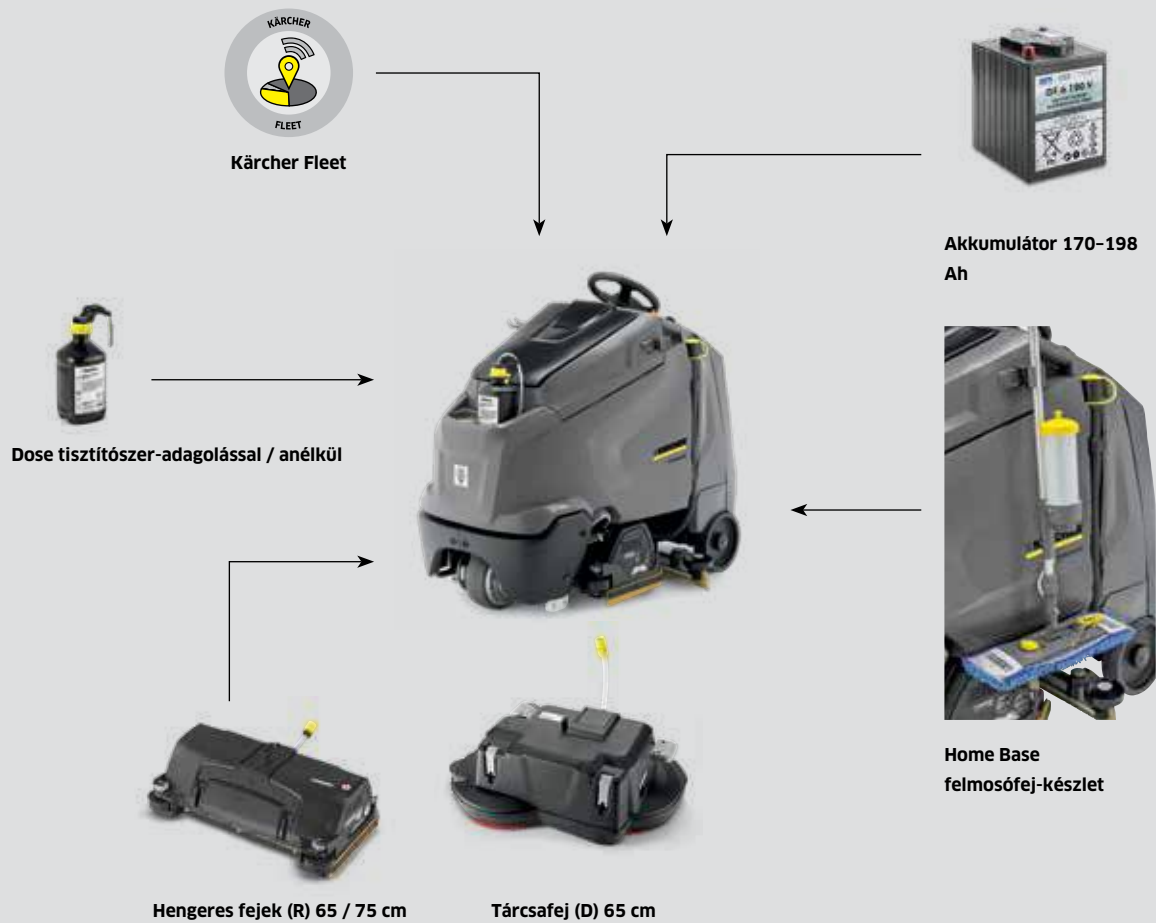 KÄRCHER
FLEET
Kärcher Fleet
Akkumulátor 170–198
Ah
Dose tisztítószer-adagolással / anélkül
Home Base
felmosófej-készlet
Hengeres fejek (R) 65 / 75 cm
Tárcsafej (D) 65 cm